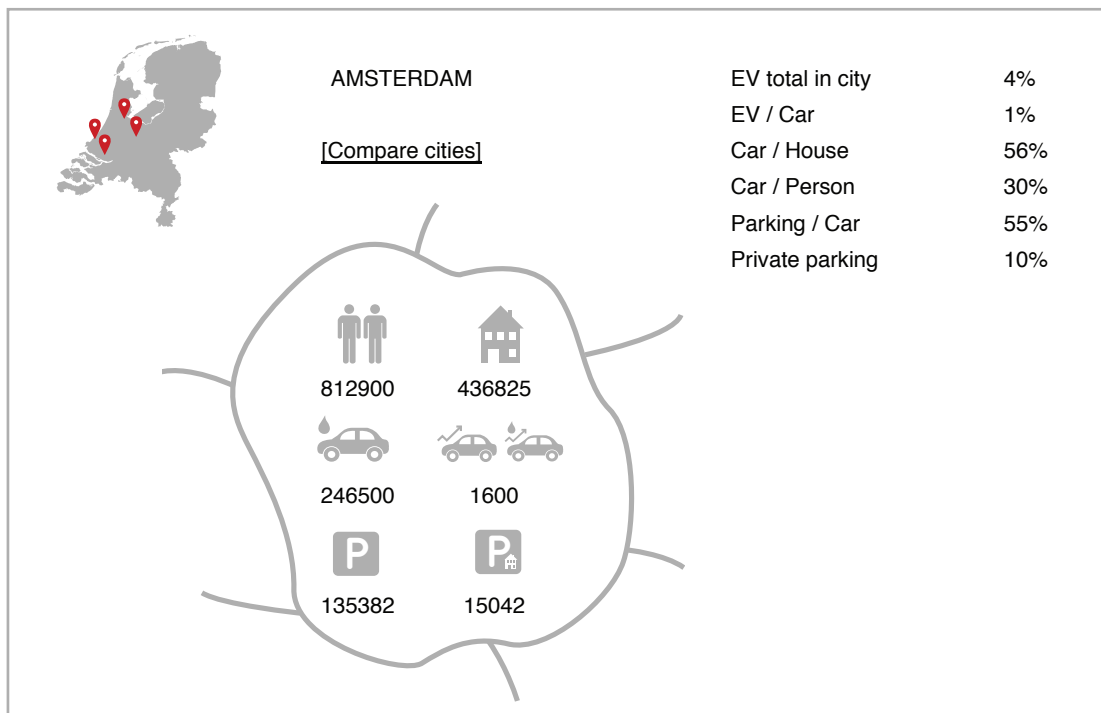 AMSTERDAM
[Compare cities]
EV total in city 4%
EV / Car 1%
Car / House 56%
Car / Person 30%
Parking / Car 55%
Private parking 10%
812900 436825
246500 1600
P P
135382 15042